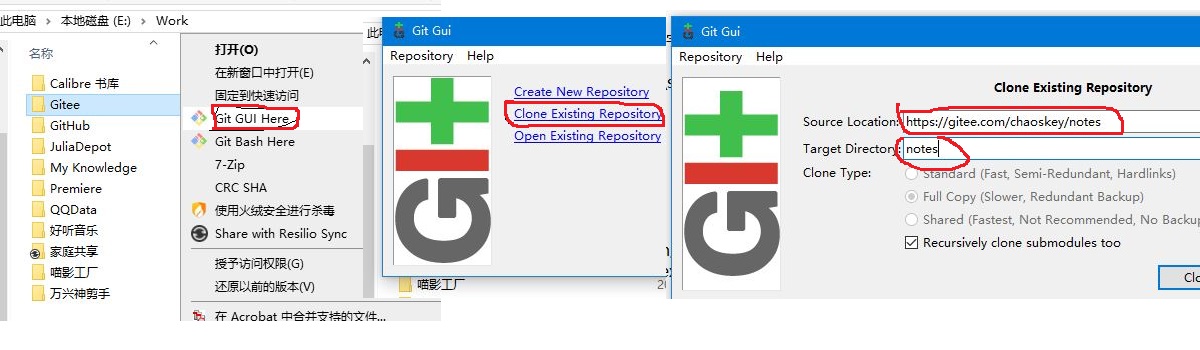 此电脑 > 本地磁盘 (E:) > Work
名称
Calibre 书库
Gitee
GitHub
JuliaDepot
My Knowledge
Premiere
QQData
好听音乐
家庭共享
喵影工厂
万兴神剪手
打开(O)
在新窗口中打开(E)
固定到快速访问
Git GUI Here
Git Bash Here
7-Zip
CRC SHA
使用火绒安全进行杀毒
Share with Resilio Sync
授予访问权限(G)
还原以前的版本(V)
在 Acrobat 中合并支持的文件...
此
喵影工厂
Git Gui
Repository Help
GIT
Create New Repository
Clone Existing Repository
Open Existing Repository
Git Gui
Repository Help
GIT
Clone Existing Repository
Source Location: https://gitee.com/chaoskey/notes
Target Directory: notes
Clone Type: Standard (Fast, Semi-Redundant, Hardlinks)
Full Copy (Slower, Redundant Backup)
Shared (Fastest, Not Recommended, No Backup
Recursively clone submodules too
Clo